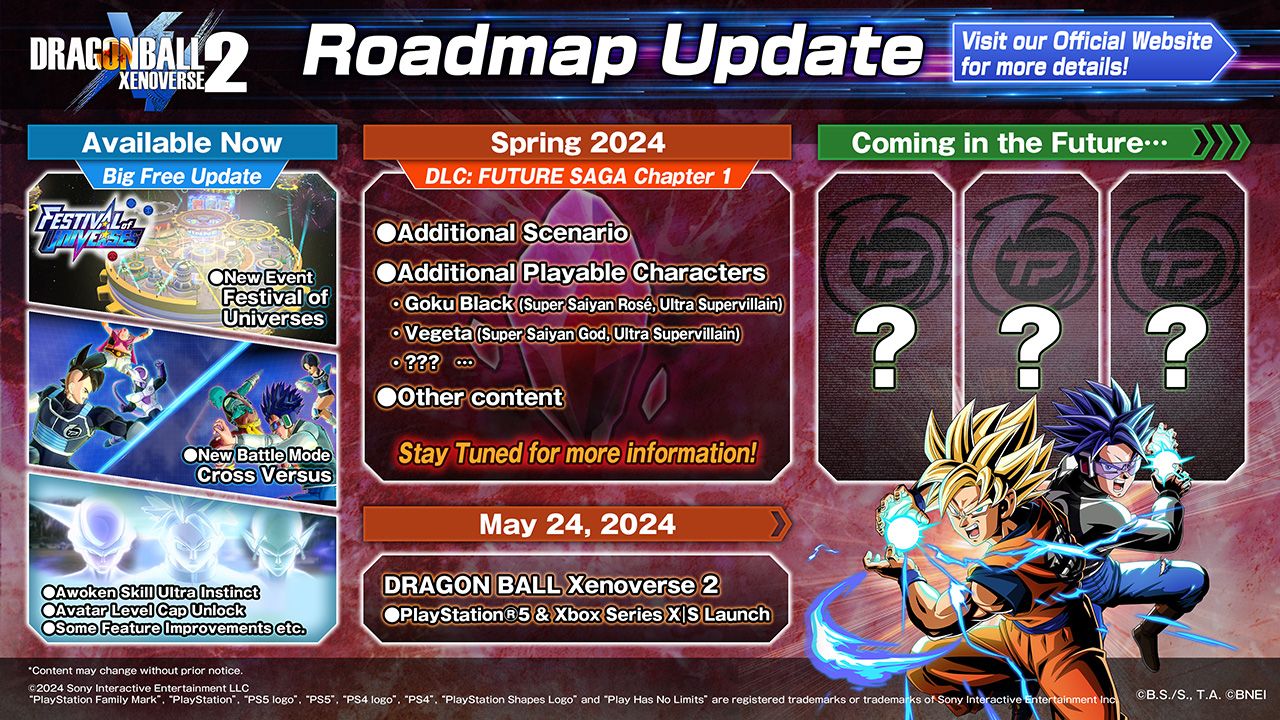 DRAGONBALL
XENOVERSE 2
Roadmap Update
Visit our Official Website
for more details!
Available Now
Big Free Update
FESTIVAL OF
UNIVERSES
●New Event
Festival of
Universes
●New Battle Mode
Cross Versus
●Awoken Skill Ultra Instinct
●Avatar Level Cap Unlock
●Some Feature Improvements etc.
Spring 2024
DLC: FUTURE SAGA Chapter 1
●Additional Scenario
●Additional Playable Characters
・Goku Black (Super Saiyan Rosé, Ultra Supervillain)
・Vegeta (Super Saiyan God, Ultra Supervillain)
・??? …
●Other content
Stay Tuned for more information!
May 24, 2024
DRAGON BALL Xenoverse 2
●PlayStation®5 & Xbox Series X|S Launch
Coming in the Future…
TP TP TP
? ? ?
*Content may change without prior notice.
©2024 Sony Interactive Entertainment LLC
"PlayStation Family Mark", "PlayStation", "PS5 logo", "PS5", "PS4 logo", "PS4", "PlayStation Shapes Logo" and "Play Has No Limits" are registered trademarks or trademarks of Sony Interactive Entertainment Inc.
©B.S./S., T.A. ©BNEI